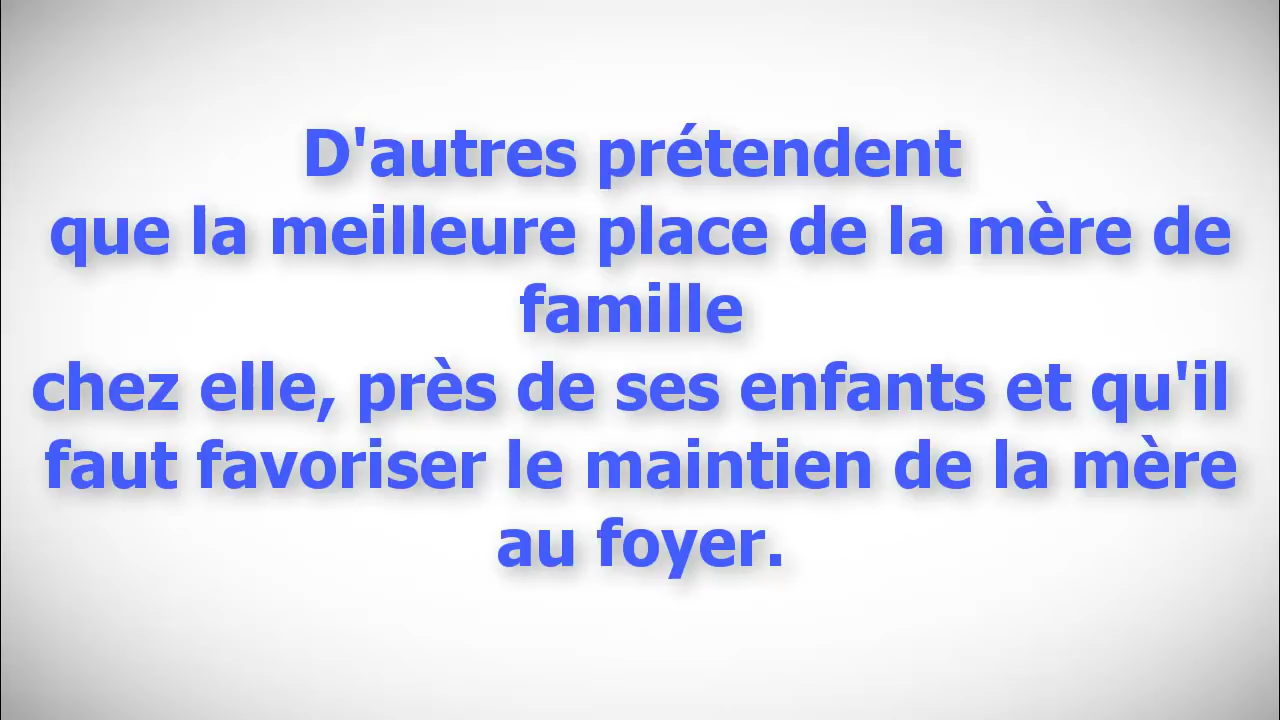 D'autres prétendent
que la meilleure place de la mère de
famille
chez elle, près de ses enfants et qu'il
faut favoriser le maintien de la mère
au foyer.